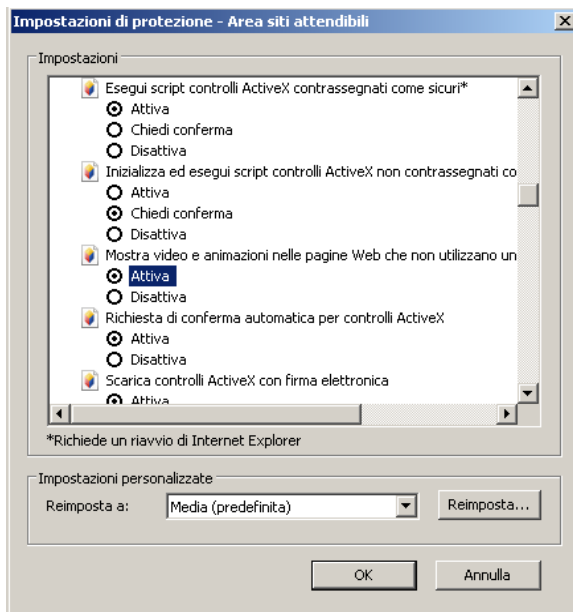 Impostazioni di protezione - Area siti attendibili
Impostazioni
Esegui script controlli ActiveX contrassegnati come sicuri*
Attiva
Chiedi conferma
Disattiva
Inizializza ed esegui script controlli ActiveX non contrassegnati co
Attiva
Chiedi conferma
Disattiva
Mostra video e animazioni nelle pagine Web che non utilizzano un
Attiva
Disattiva
Richiesta di conferma automatica per controlli ActiveX
Attiva
Disattiva
Scarica controlli ActiveX con firma elettronica
Attiva
*Richiede un riavvio di Internet Explorer
Impostazioni personalizzate
Reimposta a: Media (predefinita) Reimposta...
OK Annulla